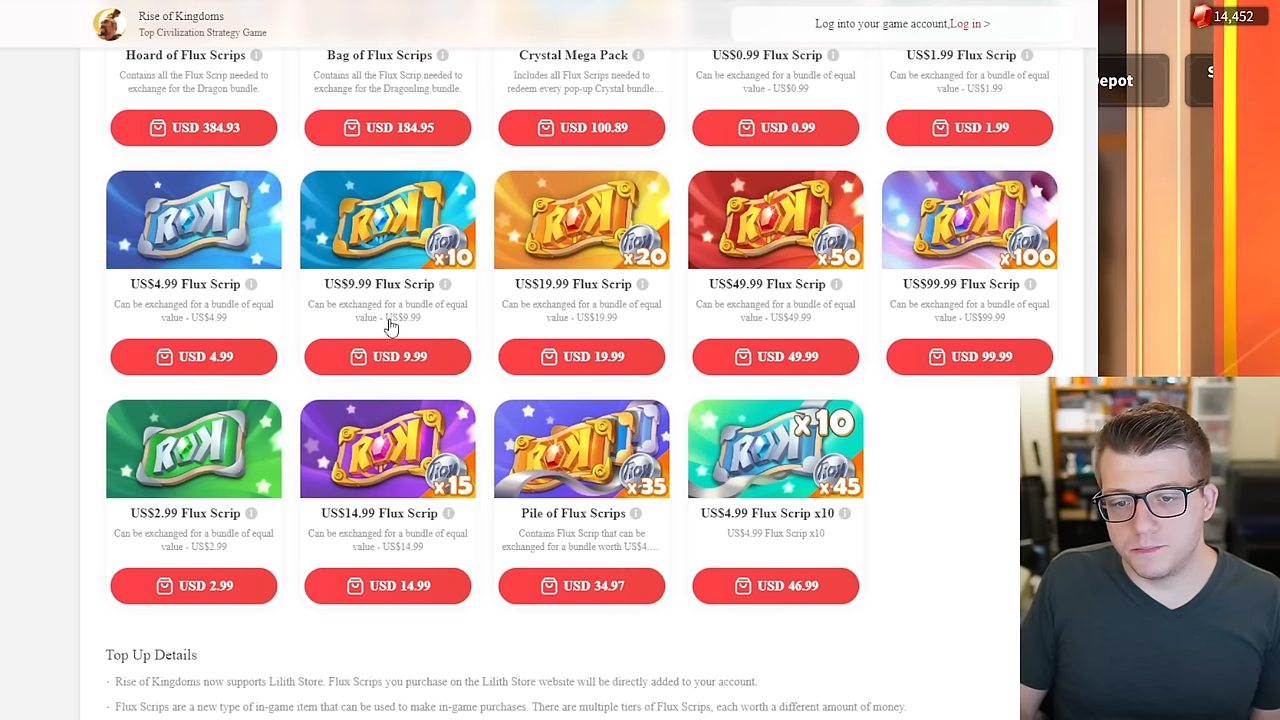 Rise of Kingdoms
Top Civilization Strategy Game
Log into your game account,Log in >
14,452
Hoard of Flux Scrips
Bag of Flux Scrips
Crystal Mega Pack
US$0.99 Flux Scrip
US$1.99 Flux Scrip
Contains all the Flux Scrip needed to
exchange for the Dragon bundle.
Contains all the Flux Scrip needed to
exchange for the Dragonling bundle.
Includes all Flux Scrips needed to
redeem every pop-up Crystal bundle...
Can be exchanged for a bundle of equal
value - US$0.99
Can be exchanged for a bundle of equal
value - US$1.99
epot
S
USD 384.93
USD 184.95
USD 100.89
USD 0.99
USD 1.99
ROK
ROK
x10
ROK
x20
ROK
x50
ROK
x100
US$4.99 Flux Scrip
US$9.99 Flux Scrip
US$19.99 Flux Scrip
US$49.99 Flux Scrip
US$99.99 Flux Scrip
Can be exchanged for a bundle of equal
value - US$4.99
Can be exchanged for a bundle of equal
value - US$9.99
Can be exchanged for a bundle of equal
value - US$19.99
Can be exchanged for a bundle of equal
value - US$49.99
Can be exchanged for a bundle of equal
value - US$99.99
USD 4.99
USD 9.99
USD 19.99
USD 49.99
USD 99.99
ROK
ROK
x15
ROK
x35
ROK
x10
x45
US$2.99 Flux Scrip
US$14.99 Flux Scrip
Pile of Flux Scrips
US$4.99 Flux Scrip x10
Can be exchanged for a bundle of equal
value - US$2.99
Can be exchanged for a bundle of equal
value - US$14.99
Contains Flux Scrip that can be
exchanged for a bundle worth US$4....
US$4.99 Flux Scrip x10
USD 2.99
USD 14.99
USD 34.97
USD 46.99
Top Up Details
· Rise of Kingdoms now supports Lilith Store. Flux Scrips you purchase on the Lilith Store website will be directly added to your account.
· Flux Scrips are a new type of in-game item that can be used to make in-game purchases. There are multiple tiers of Flux Scrips, each worth a different amount of money.